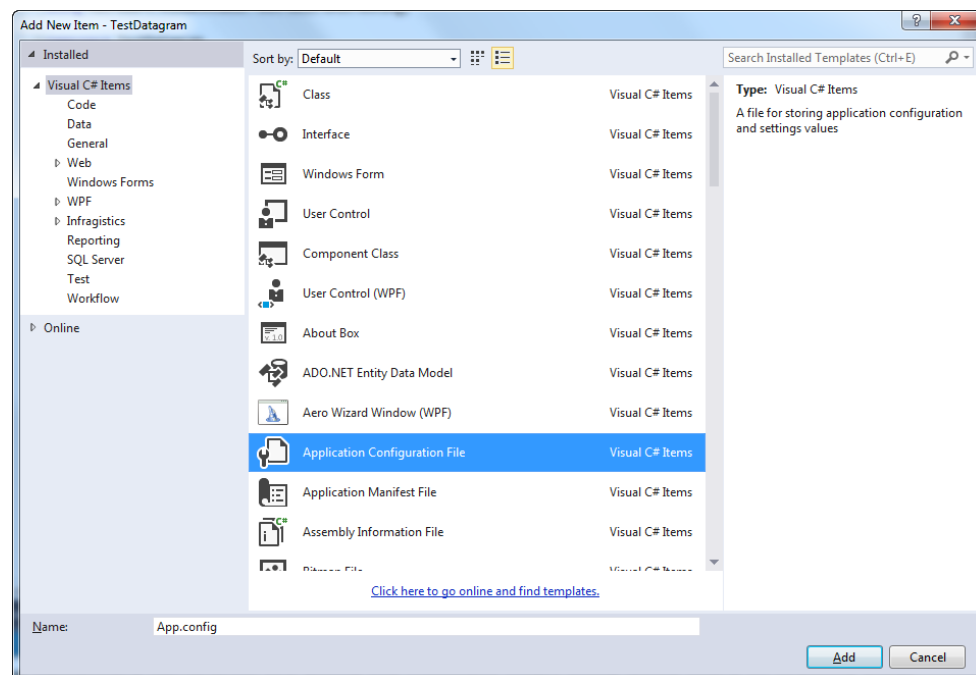 Add New Item - TestDatagram
Installed
Sort by: Default
Search Installed Templates (Ctrl+E)
Visual C# Items
Code
Data
General
Web
Windows Forms
WPF
Infragistics
Reporting
SQL Server
Test
Workflow
Online
Class Visual C# Items
Interface Visual C# Items
Windows Form Visual C# Items
User Control Visual C# Items
Component Class Visual C# Items
User Control (WPF) Visual C# Items
About Box Visual C# Items
ADO.NET Entity Data Model Visual C# Items
Aero Wizard Window (WPF) Visual C# Items
Application Configuration File Visual C# Items
Application Manifest File Visual C# Items
Assembly Information File Visual C# Items
Bitmap File Visual C# Items
Click here to go online and find templates.
Type: Visual C# Items
A file for storing application configuration
and settings values
Name: App.config
Add Cancel